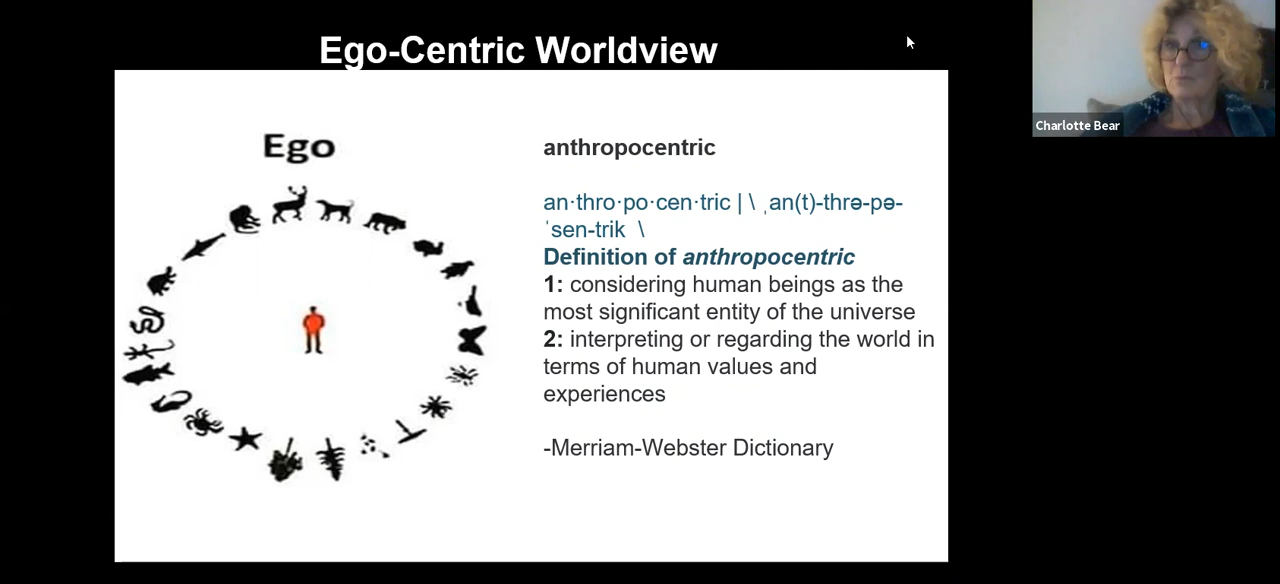 Ego-Centric Worldview
Charlotte Bear
Ego
anthropocentric
an·thro·po·cen·tric | \ ˌan(t)-thrə-pə-
ˈsen-trik  \
Definition of anthropocentric
1: considering human beings as the
most significant entity of the universe
2: interpreting or regarding the world in
terms of human values and
experiences
-Merriam-Webster Dictionary